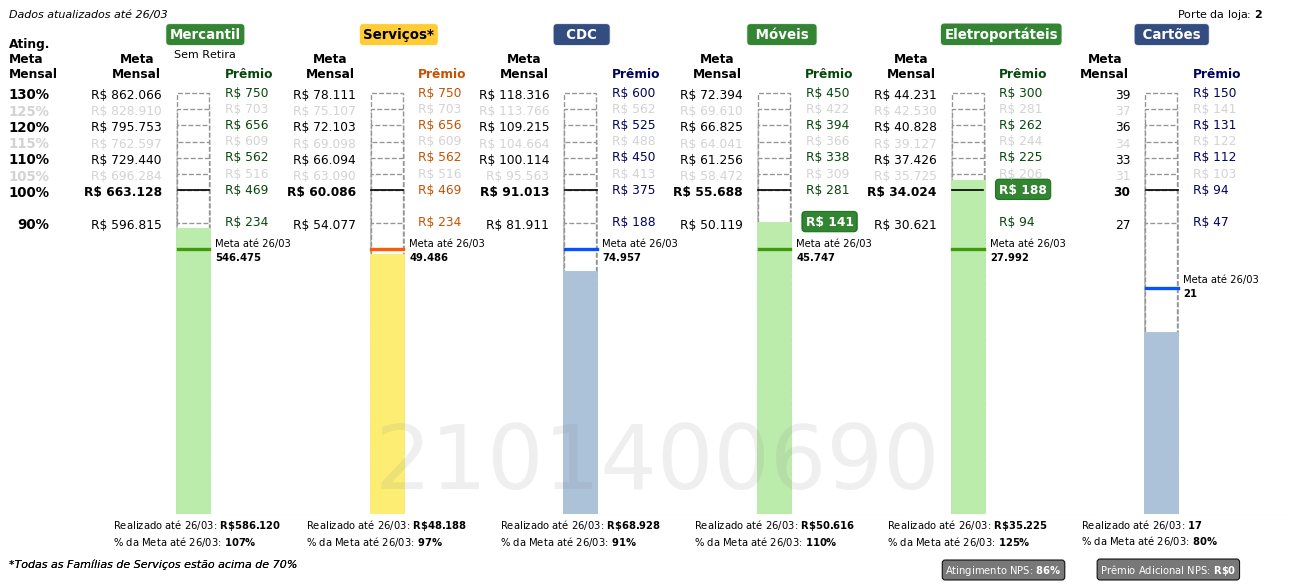 Dados atualizados até 26/03 Porte da loja: 2
Mercantil Serviços* CDC Móveis Eletroportáteis Cartões
Sem Retira
Ating. Meta Mensal Meta Mensal Prêmio Meta Mensal Prêmio Meta Mensal Prêmio Meta Mensal Prêmio Meta Mensal Prêmio Meta Mensal Prêmio
130% R$ 862.066 R$ 750 R$ 78.111 R$ 750 R$ 118.316 R$ 600 R$ 72.394 R$ 450 R$ 44.231 R$ 300 39 R$ 150
125% R$ 828.910 R$ 703 R$ 75.107 R$ 703 R$ 113.766 R$ 562 R$ 69.610 R$ 422 R$ 42.530 R$ 281 37 R$ 141
120% R$ 795.753 R$ 656 R$ 72.103 R$ 656 R$ 109.215 R$ 525 R$ 66.825 R$ 394 R$ 40.828 R$ 262 36 R$ 131
115% R$ 762.597 R$ 609 R$ 69.098 R$ 609 R$ 104.664 R$ 488 R$ 64.041 R$ 366 R$ 39.127 R$ 244 34 R$ 122
110% R$ 729.440 R$ 562 R$ 66.094 R$ 562 R$ 100.114 R$ 450 R$ 61.256 R$ 338 R$ 37.426 R$ 225 33 R$ 112
105% R$ 696.284 R$ 516 R$ 63.090 R$ 516 R$ 95.563 R$ 413 R$ 58.472 R$ 309 R$ 35.725 R$ 206 31 R$ 103
100% R$ 663.128 R$ 469 R$ 60.086 R$ 469 R$ 91.013 R$ 375 R$ 55.688 R$ 281 R$ 34.024 R$ 188 30 R$ 94
90% R$ 596.815 R$ 234 R$ 54.077 R$ 234 R$ 81.911 R$ 188 R$ 50.119 R$ 141 R$ 30.621 R$ 94 27 R$ 47
Meta até 26/03 Meta até 26/03 Meta até 26/03 Meta até 26/03 Meta até 26/03
546.475 49.486 74.957 45.747 27.992
Meta até 26/03
21
2101400690
Realizado até 26/03: R$586.120 Realizado até 26/03: R$48.188 Realizado até 26/03: R$68.928 Realizado até 26/03: R$50.616 Realizado até 26/03: R$35.225 Realizado até 26/03: 17
% da Meta até 26/03: 107% % da Meta até 26/03: 97% % da Meta até 26/03: 91% % da Meta até 26/03: 110% % da Meta até 26/03: 125% % da Meta até 26/03: 80%
*Todas as Famílias de Serviços estão acima de 70% Atingimento NPS: 86% Prêmio Adicional NPS: R$0